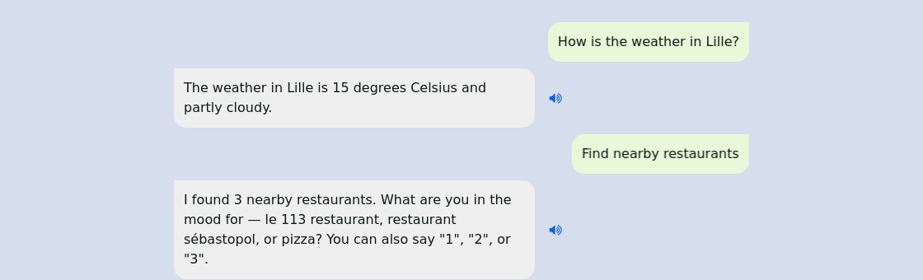 How is the weather in Lille?
The weather in Lille is 15 degrees Celsius and
partly cloudy.
Find nearby restaurants
I found 3 nearby restaurants. What are you in the
mood for — le 113 restaurant, restaurant
sébastopol, or pizza? You can also say "1", "2", or
"3".